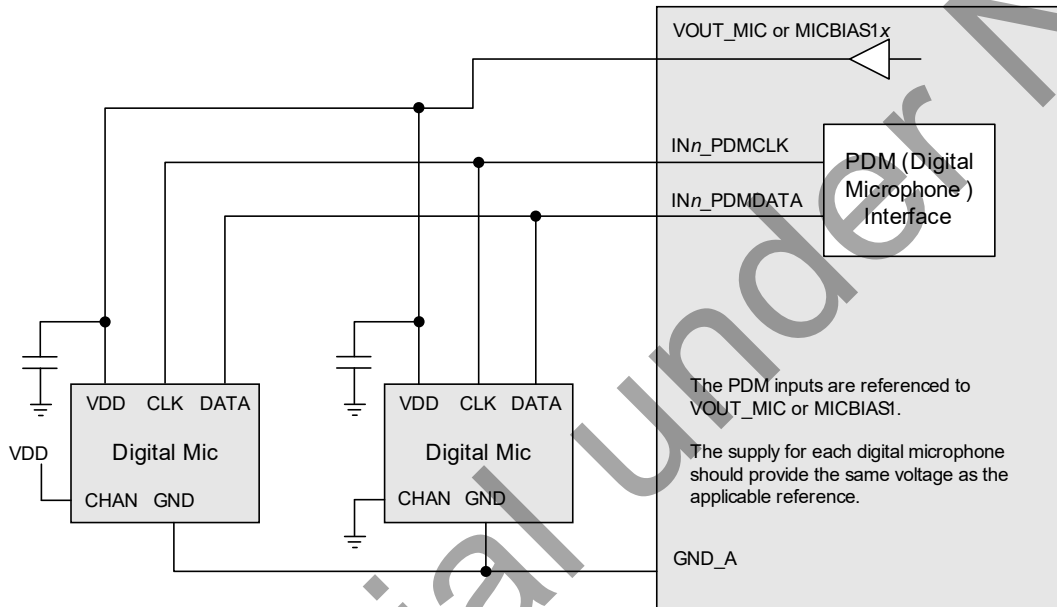 VOUT_MIC or MICBIAS1x
INn_PDMCLK
PDM (Digital
Microphone)
Interface
INn_PDMDATA
The PDM inputs are referenced to
VOUT_MIC or MICBIAS1.
The supply for each digital microphone
should provide the same voltage as the
applicable reference.
GND_A
VDD CLK DATA
Digital Mic
CHAN GND
VDD
VDD CLK DATA
Digital Mic
CHAN GND
under